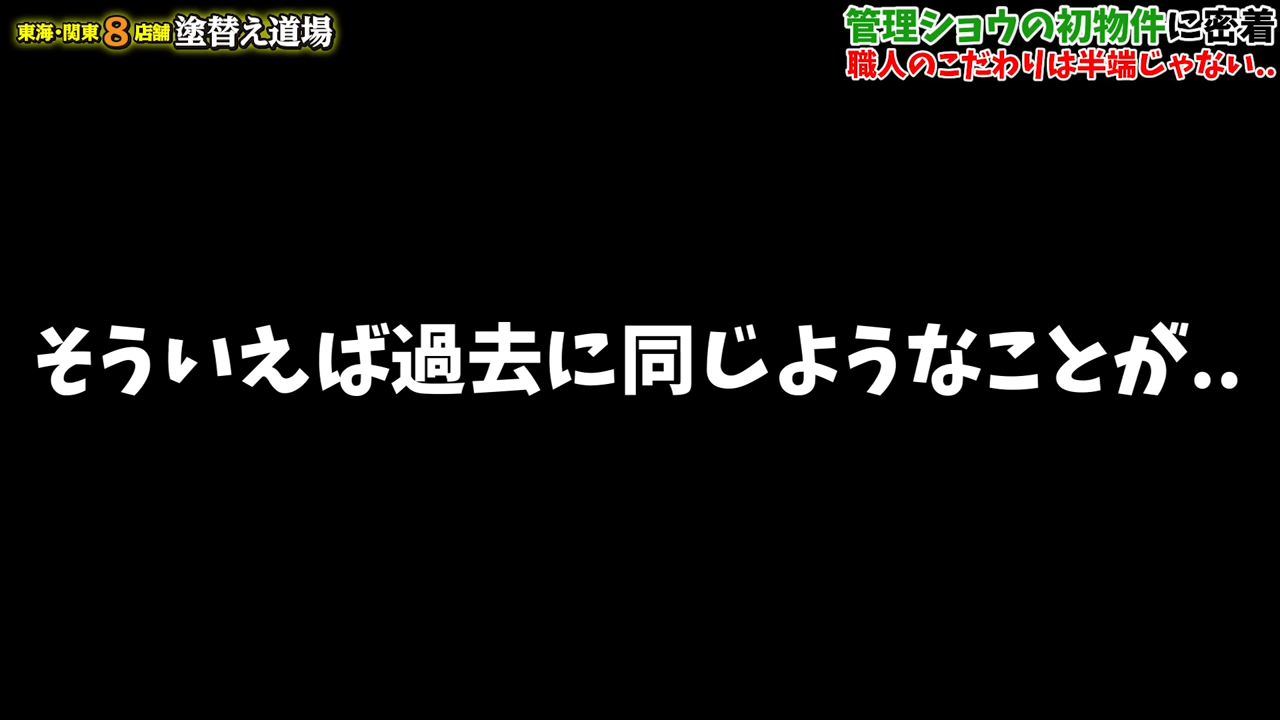 東海・関東8店舗塗替え道場
管理ショウの初物件に密着
職人のこだわりは半端じゃない..
そういえば過去に同じようなことが..